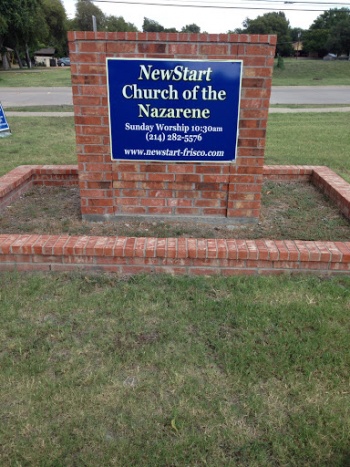 NewStart
Church of the
Nazarene
Sunday Worship 10:30am
(214) 282-5576
www.newstart-frisco.com